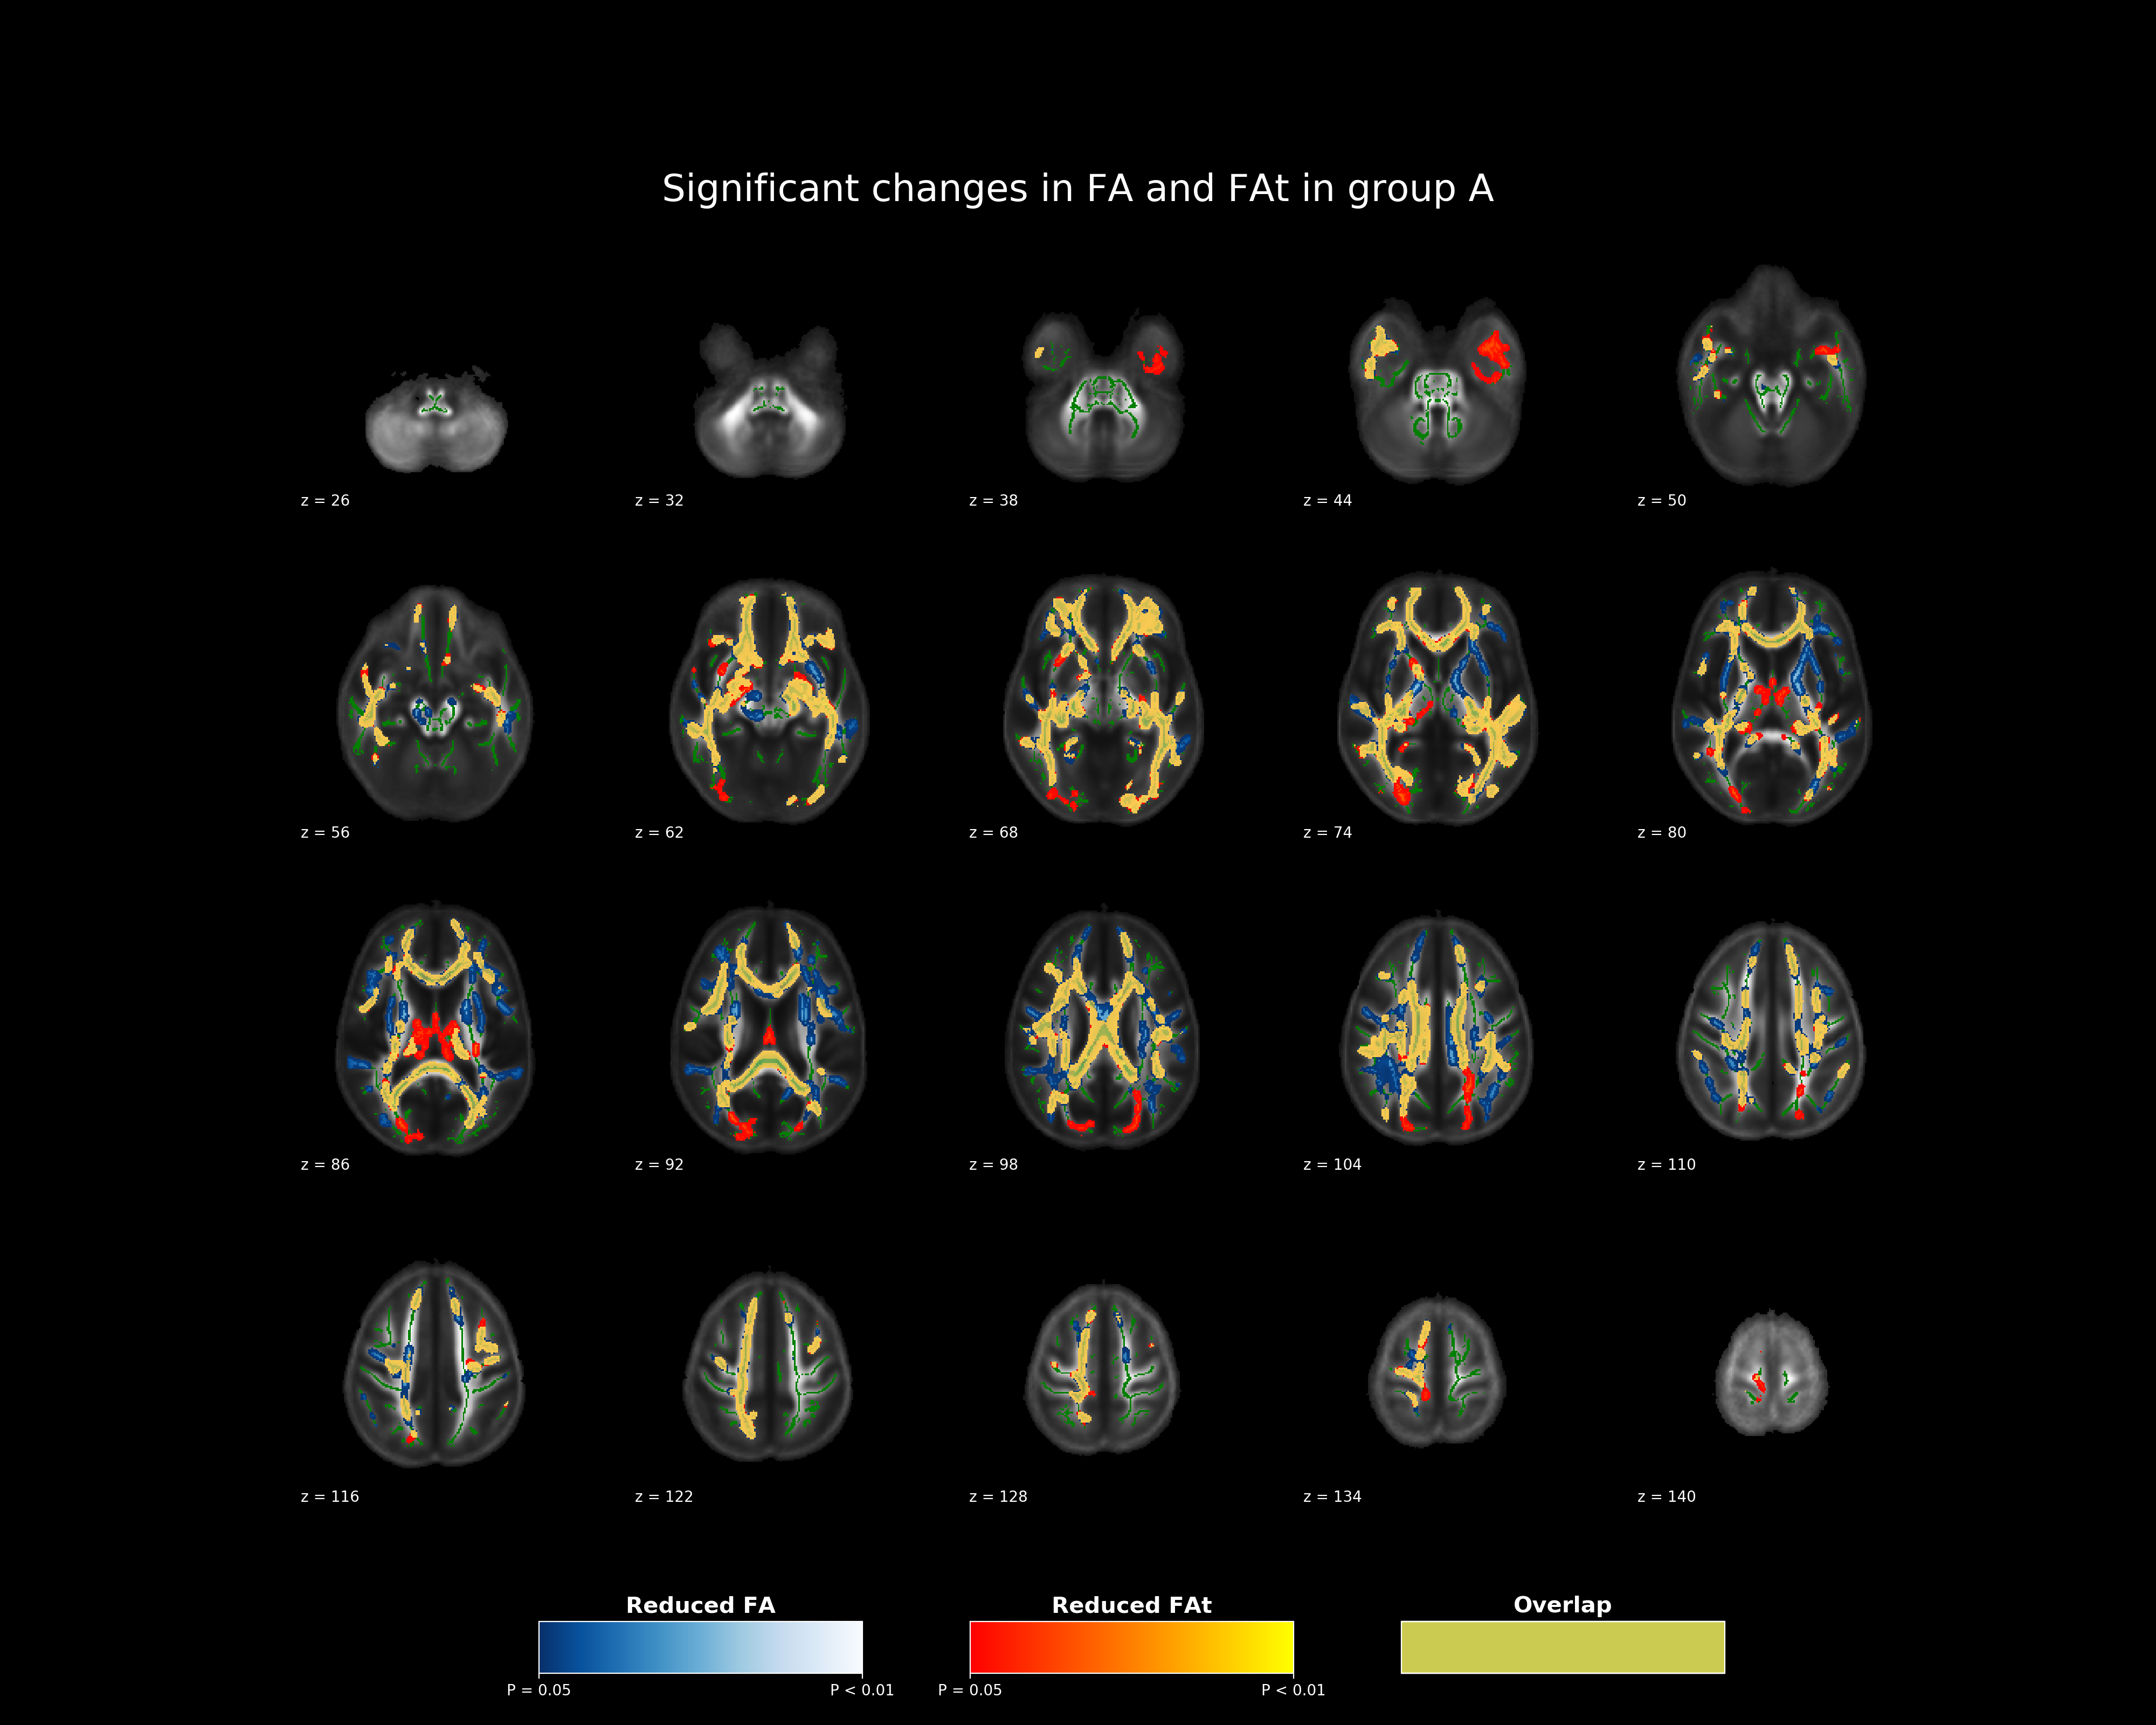 Significant changes in FA and FAt in group A
z = 26
z = 32
z = 38
z = 44
z = 50
z = 56
z = 62
z = 68
z = 74
z = 80
z = 86
z = 92
z = 98
z = 104
z = 110
z = 116
z = 122
z = 128
z = 134
z = 140
Reduced FA
Reduced FAt
Overlap
P = 0.05
P < 0.01
P = 0.05
P < 0.01